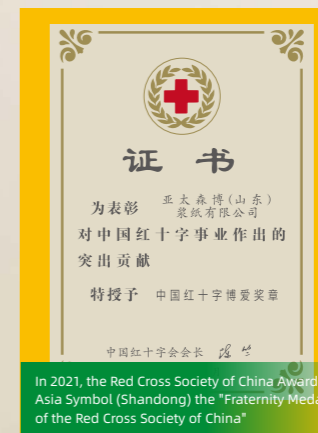 证 书
为表彰 亚太森博(山东)
浆纸有限公司
对中国红十字事业作出的
突出贡献
特授予 中国红十字博爱奖章
中国红十字会会长
In 2021, the Red Cross Society of China Award
Asia Symbol (Shandong) the "Fraternity Meda
of the Red Cross Society of China"